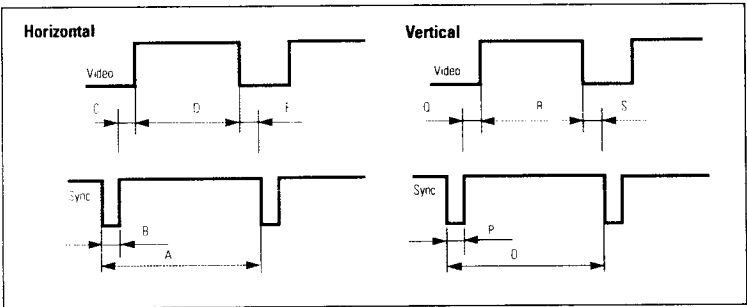 Horizontal
Video
C D E
Sync
B
A
Vertical
Video
Q R S
Sync
P
O